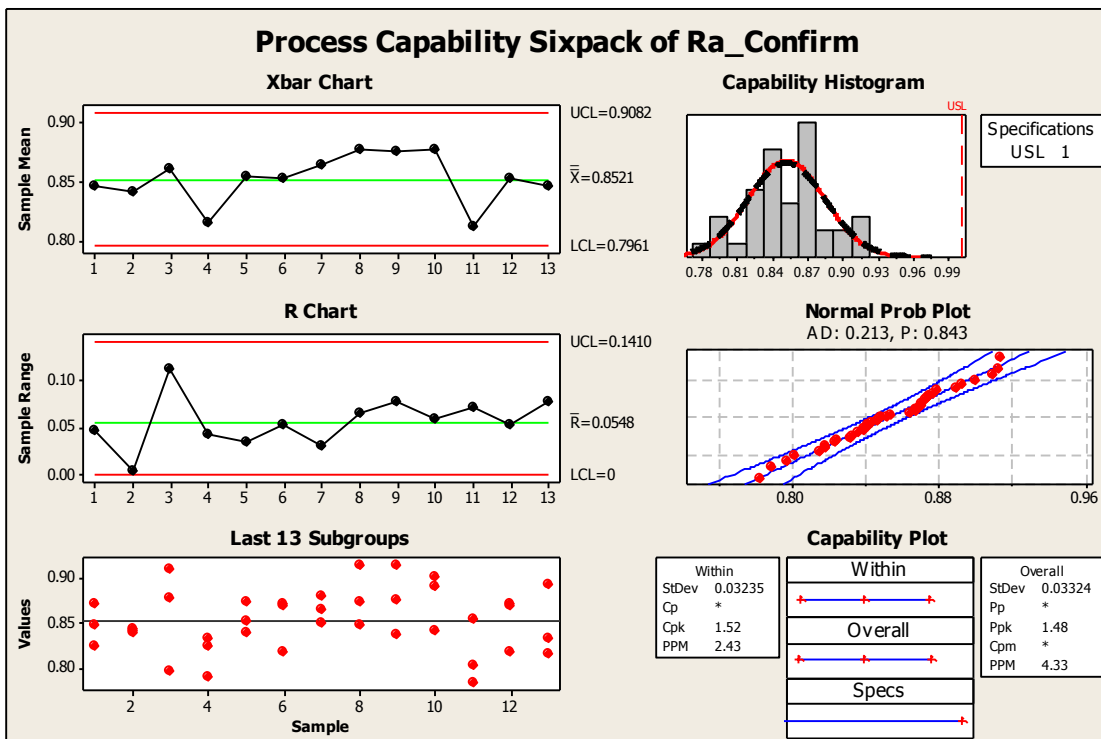 Process Capability Sixpack of Ra_Confirm
Xbar Chart
Sample Mean
0.90
0.85
0.80
1 2 3 4 5 6 7 8 9 10 11 12 13
UCL=0.9082
X=0.8521
LCL=0.7961
R Chart
Sample Range
0.10
0.05
0.00
1 2 3 4 5 6 7 8 9 10 11 12 13
UCL=0.1410
R=0.0548
LCL=0
Last 13 Subgroups
Values
0.90
0.85
0.80
2 4 6 8 10 12
Sample
Capability Histogram
USL
0.78 0.81 0.84 0.87 0.90 0.93 0.96 0.99
Specifications
USL 1
Normal Prob Plot
AD: 0.213, P: 0.843
0.80 0.88 0.96
Capability Plot
Within
StDev 0.03235
Cp *
Cpk 1.52
PPM 2.43
Within
Overall
Specs
Overall
StDev 0.03324
Pp *
Ppk 1.48
Cpm *
PPM 4.33